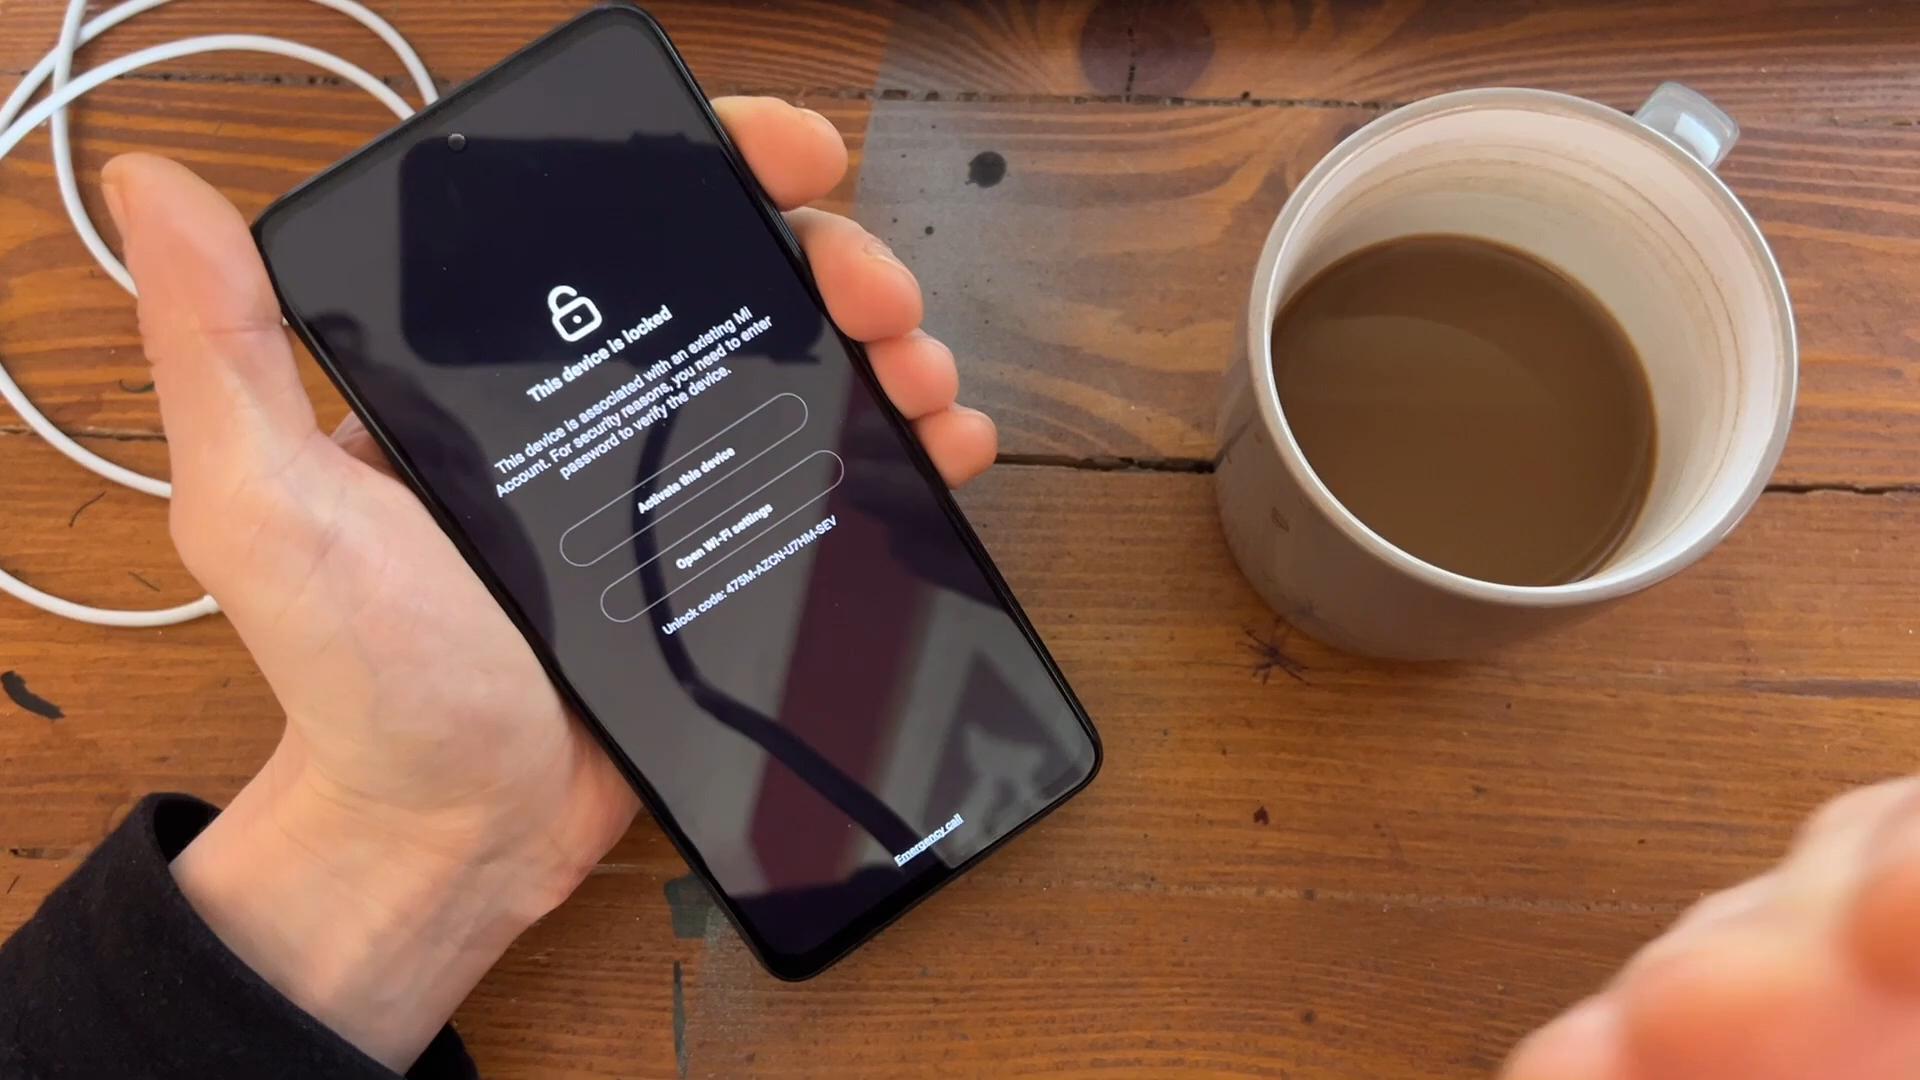 This device is locked
This device is associated with an existing Mi
Account. For security reasons, you need to enter
password to verify the device.
Activate this device
Open Wi-Fi settings
Unlock code: 475M-AZCN-U7HM-SEV
Emergency call